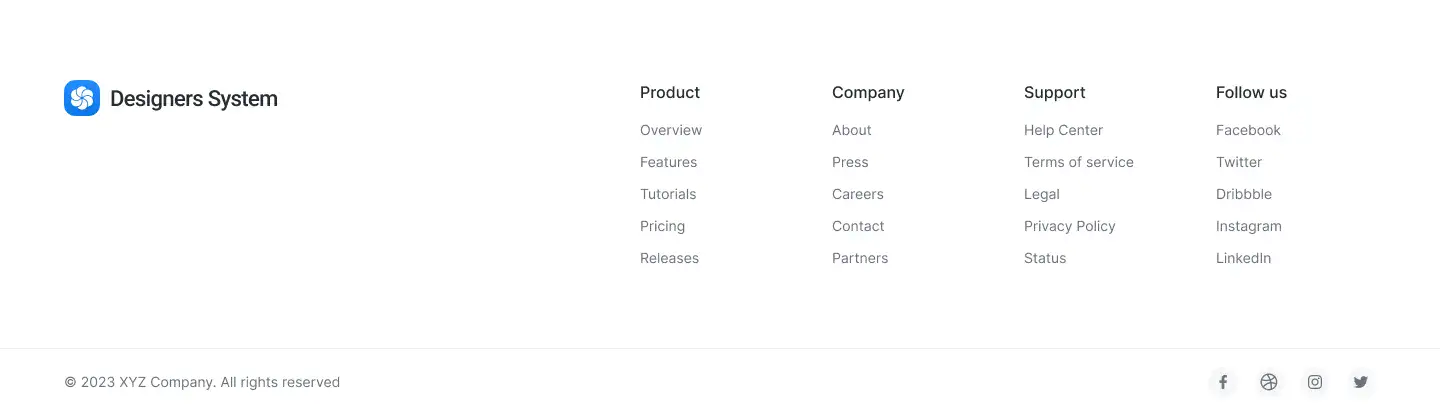 Designers System
Product
Overview
Features
Tutorials
Pricing
Releases
Company
About
Press
Careers
Contact
Partners
Support
Help Center
Terms of service
Legal
Privacy Policy
Status
Follow us
Facebook
Twitter
Dribbble
Instagram
LinkedIn
© 2023 XYZ Company. All rights reserved